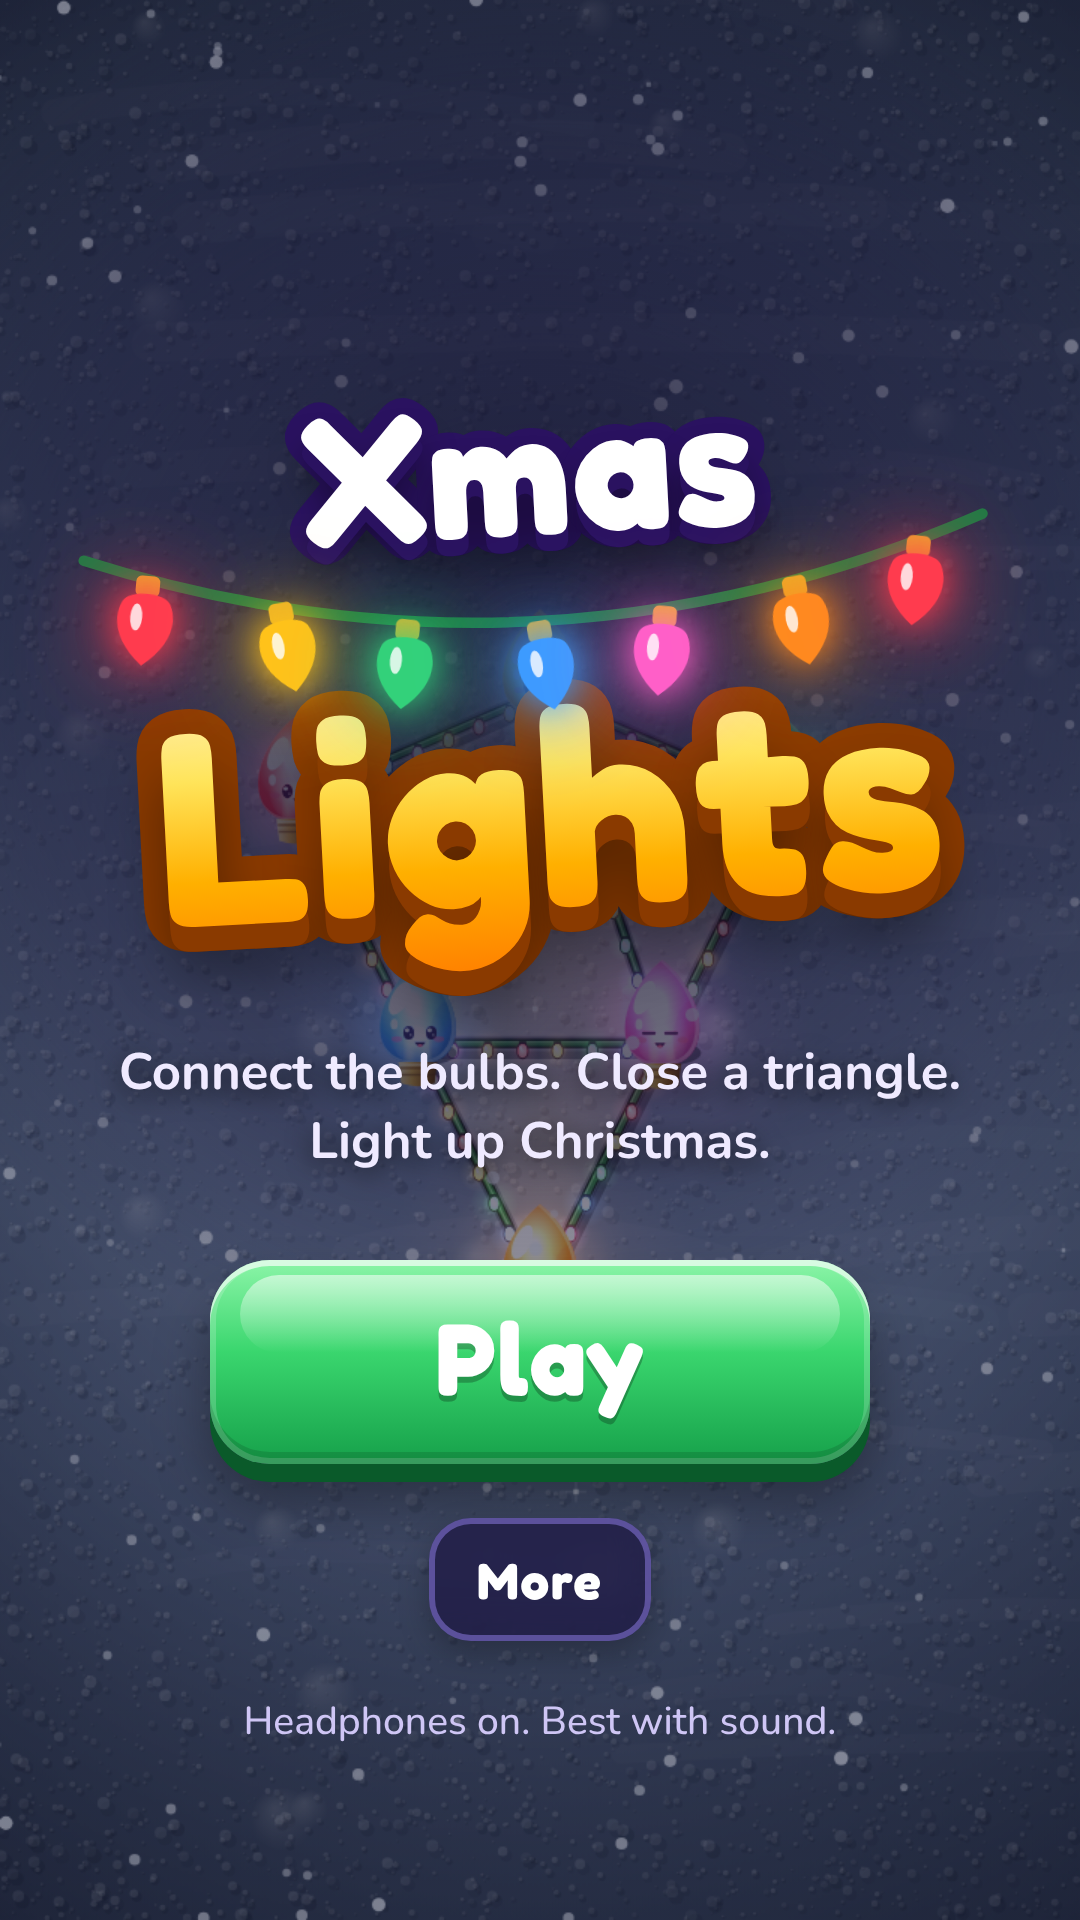 Xmas
Lights
Connect the bulbs. Close a triangle.
Light up Christmas.
Play
More
Headphones on. Best with sound.